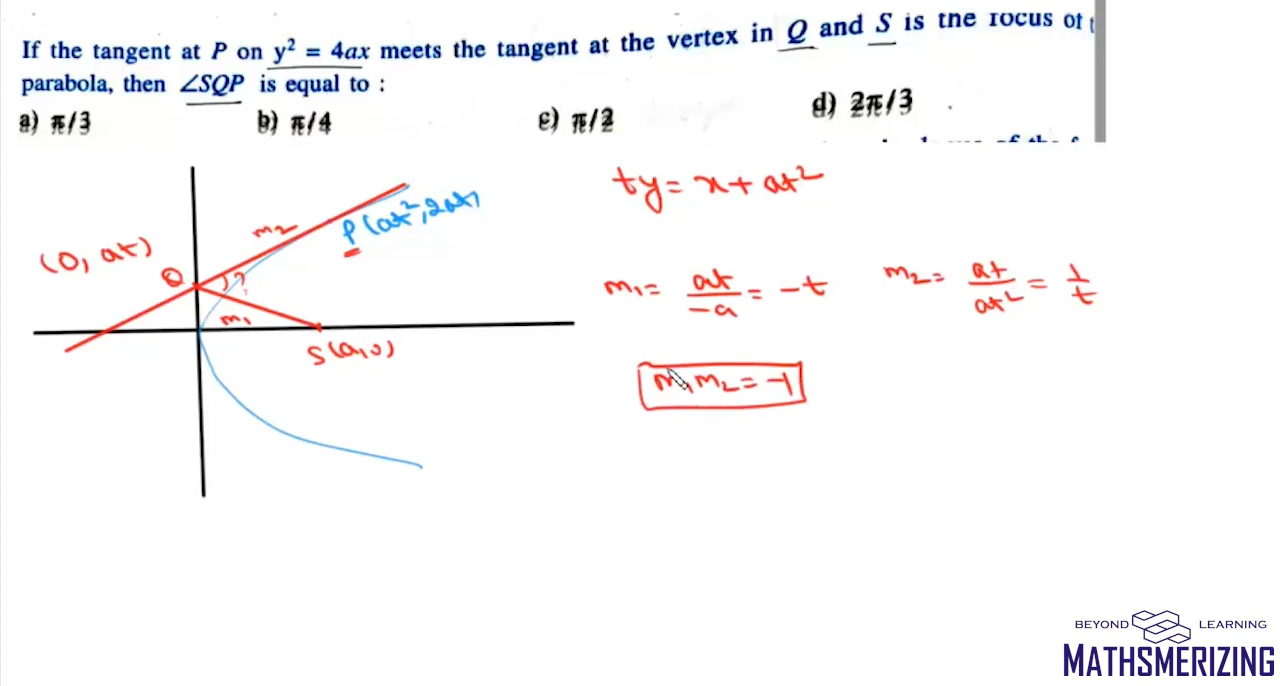 If the tangent at P on y² = 4ax meets the tangent at the vertex in Q and S is the focus of
parabola, then ∠SQP is equal to :
a) π/3 b) π/4 c) π/2 d) 2π/3
ty = x + at²
P(at², 2at)
m₂
(0, at)
Q
?
m₁ = at/-a = -t m₂ = at/at² = 1/t
m₁
S(a,0)
m₁m₂ = -1
BEYOND LEARNING
MATHSMERIZING